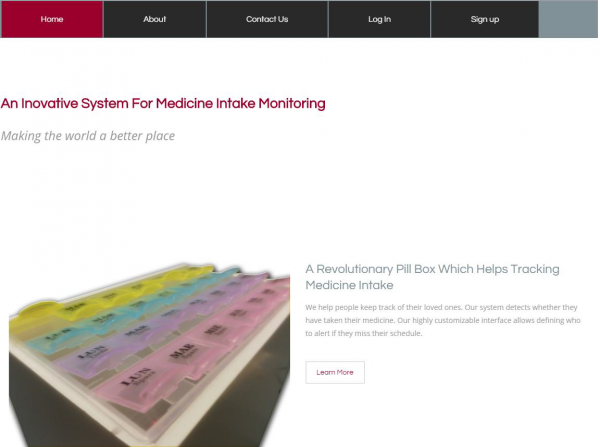 Home About Contact Us Log In Sign up
An Inovative System For Medicine Intake Monitoring
Making the world a better place
A Revolutionary Pill Box Which Helps Tracking
Medicine Intake
We help people keep track of their loved ones. Our system detects whether they
have taken their medicine. Our highly customizable interface allows defining who
to alert if they miss their schedule.
Learn More
LUN
MAR